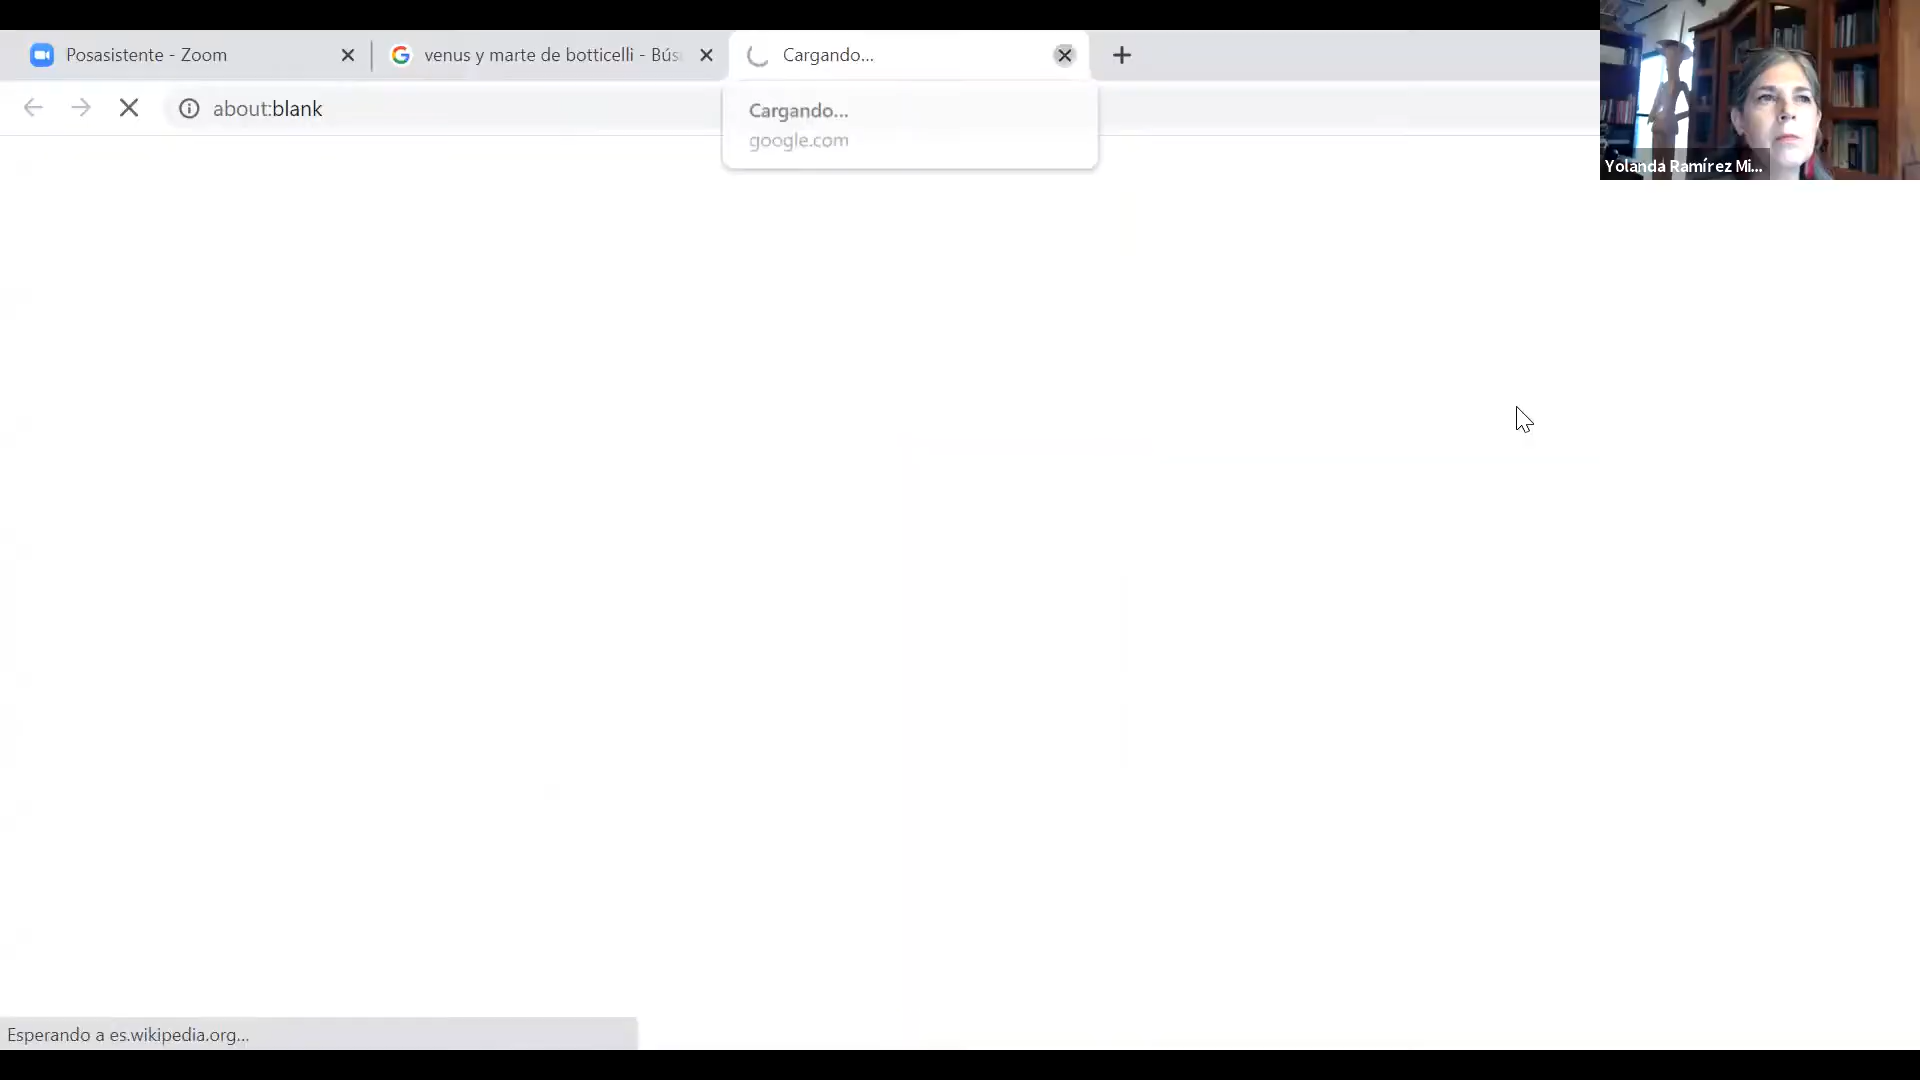 Posasistente - Zoom
venus y marte de botticelli - Bús
Cargando...
about:blank
Cargando...
google.com
Yolanda Ramírez Mi...
Esperando a es.wikipedia.org...